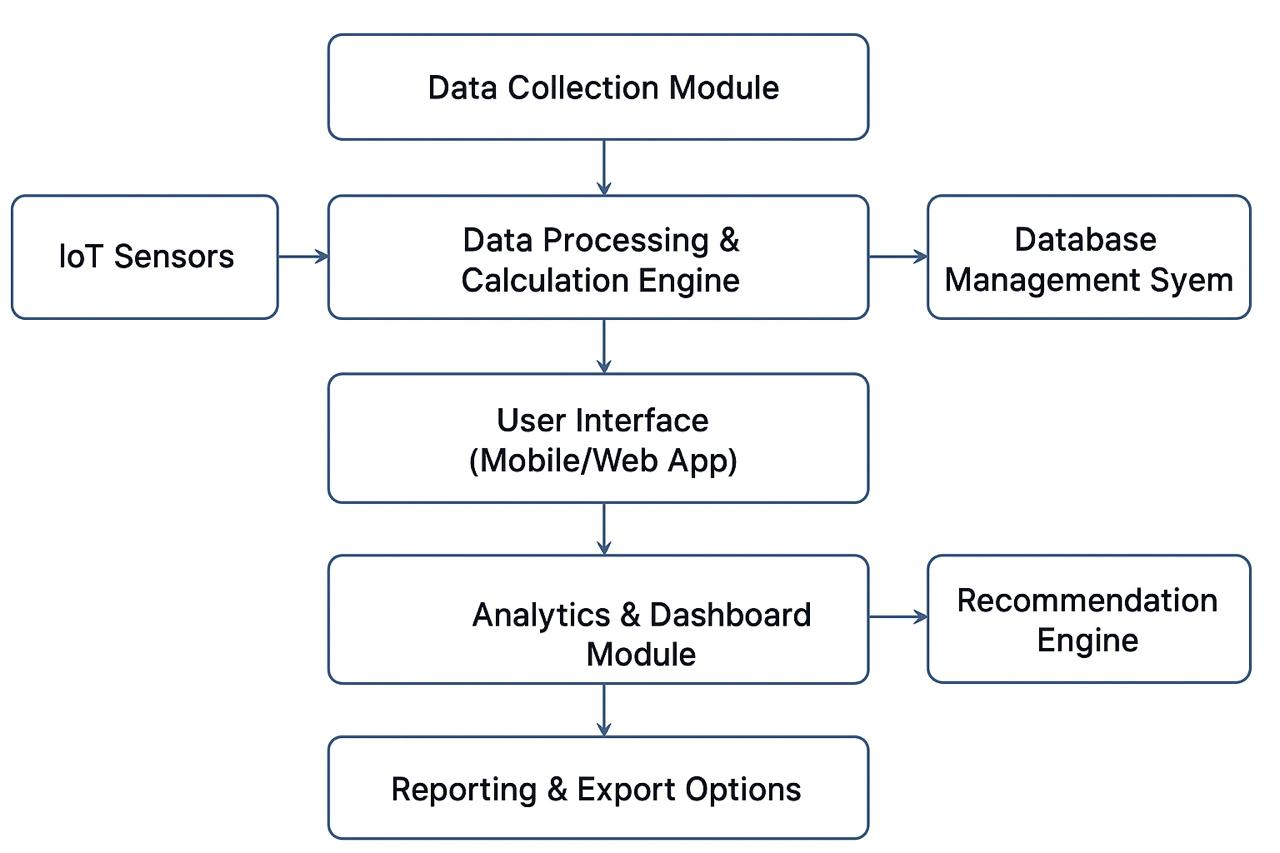 Data Collection Module
IoT Sensors
Data Processing &
Calculation Engine
Database
Management Syem
User Interface
(Mobile/Web App)
Analytics & Dashboard
Module
Recommendation
Engine
Reporting & Export Options